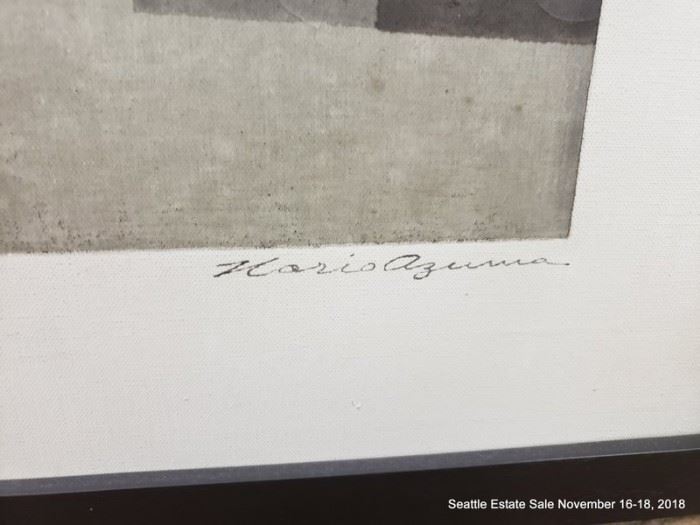 Norio Azuma
Seattle Estate Sale November 16-18, 2018